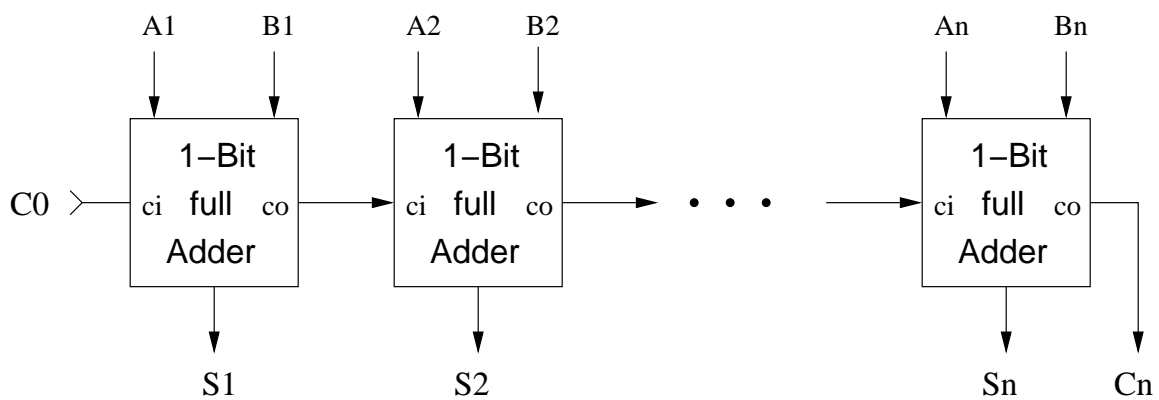 A1 B1 A2 B2 An Bn
1–Bit 1–Bit 1–Bit
C0 ci full co ci full co • • • ci full co
Adder Adder Adder
S1 S2 Sn Cn